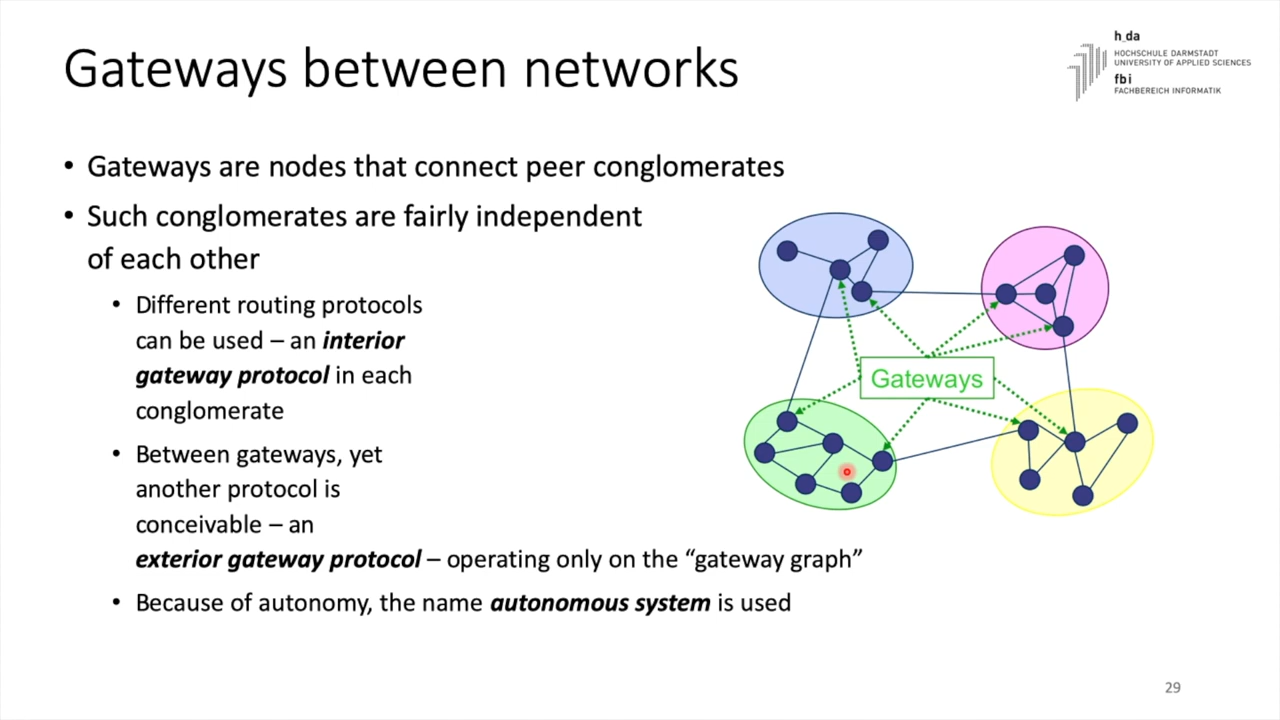 Gateways between networks
h_da
HOCHSCHULE DARMSTADT
UNIVERSITY OF APPLIED SCIENCES
fbi
FACHBEREICH INFORMATIK
• Gateways are nodes that connect peer conglomerates
• Such conglomerates are fairly independent
of each other
• Different routing protocols
can be used – an interior
gateway protocol in each
conglomerate
• Between gateways, yet
another protocol is
conceivable – an
exterior gateway protocol – operating only on the “gateway graph”
• Because of autonomy, the name autonomous system is used
Gateways
29